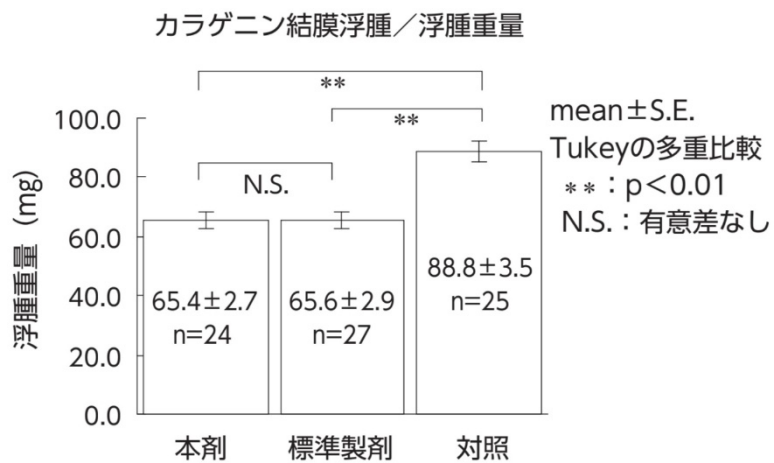 カラゲニン結膜浮腫／浮腫重量
**
**
N.S.
mean±S.E.
Tukeyの多重比較
**：p＜0.01
N.S.：有意差なし
浮腫重量 (mg)
100.0
80.0
60.0
40.0
20.0
0.0
65.4±2.7
n=24
65.6±2.9
n=27
88.8±3.5
n=25
本剤
標準製剤
対照